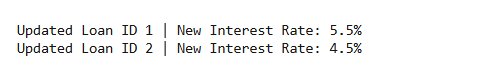 Updated Loan ID 1 | New Interest Rate: 5.5%
Updated Loan ID 2 | New Interest Rate: 4.5%